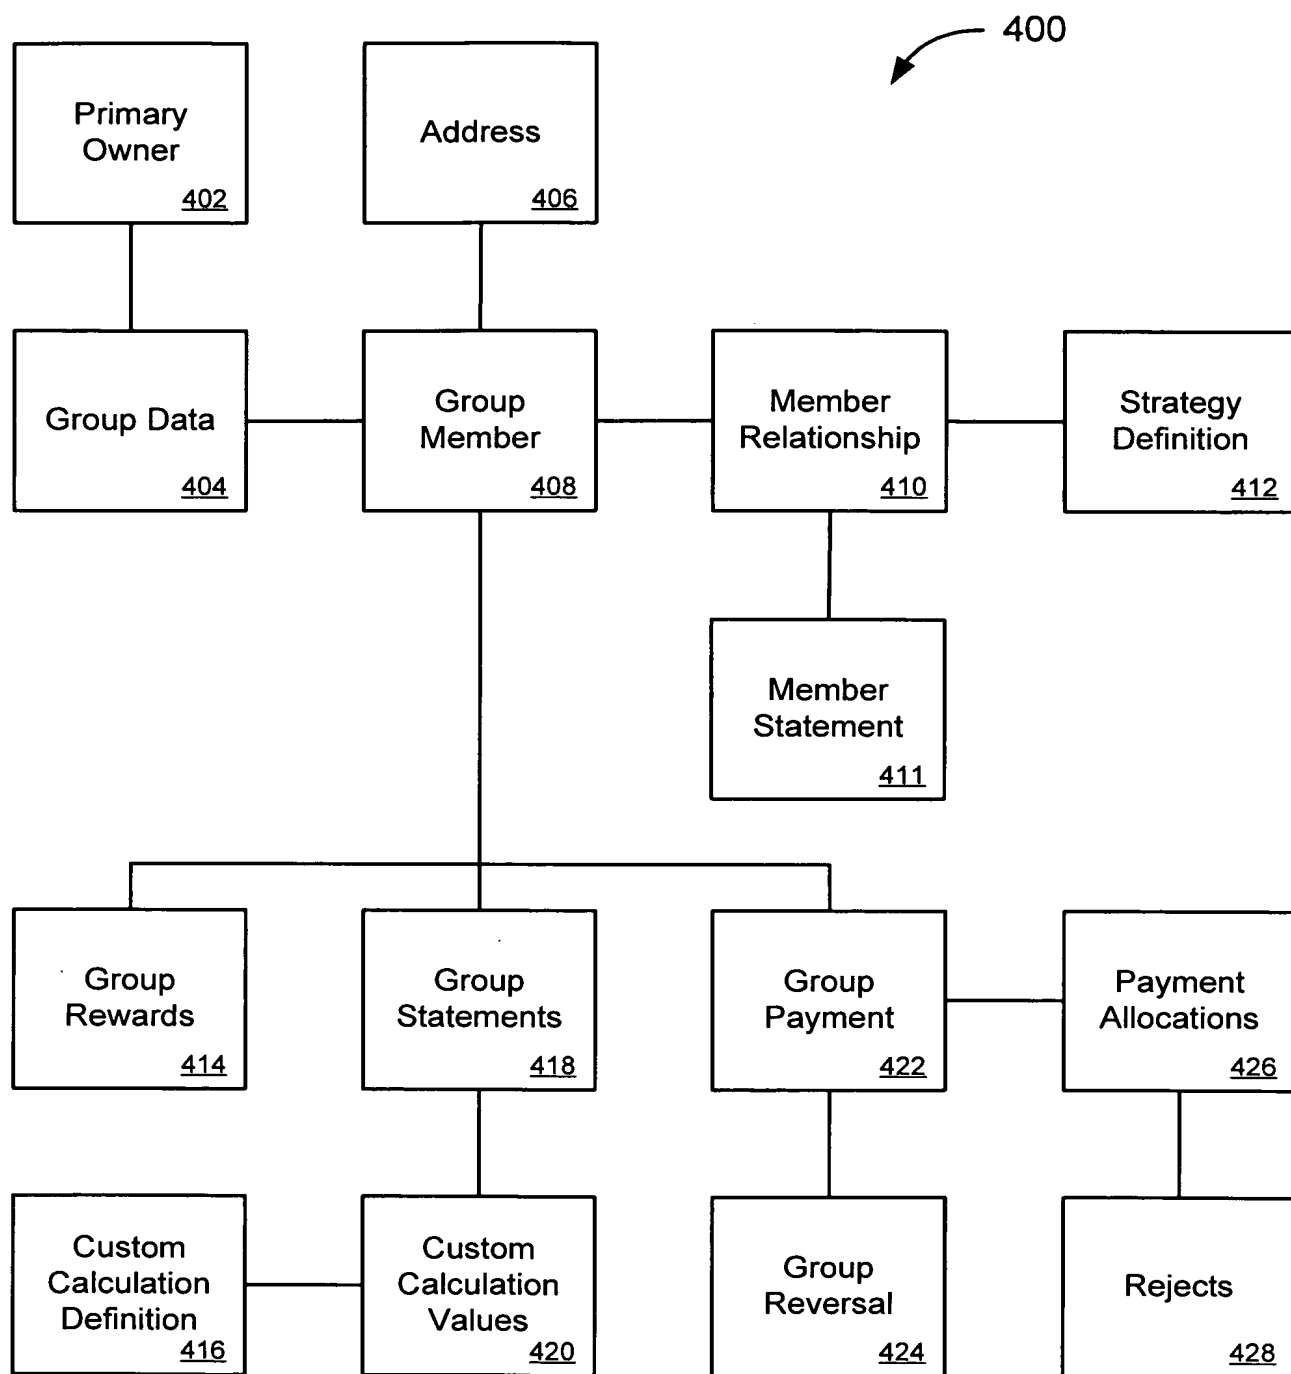 400
Primary
Owner
402
Address
406
Group Data
404
Group
Member
408
Member
Relationship
410
Strategy
Definition
412
Member
Statement
411
Group
Rewards
414
Group
Statements
418
Group
Payment
422
Payment
Allocations
426
Custom
Calculation
Definition
416
Custom
Calculation
Values
420
Group
Reversal
424
Rejects
428